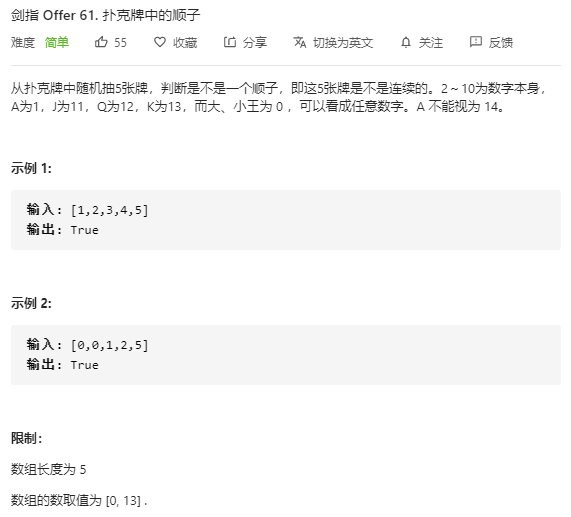 剑指 Offer 61. 扑克牌中的顺子
难度 简单 55 收藏 分享 切换为英文 关注 反馈
从扑克牌中随机抽5张牌，判断是不是一个顺子，即这5张牌是不是连续的。2～10为数字本身，
A为1，J为11，Q为12，K为13，而大、小王为 0 ，可以看成任意数字。A 不能视为 14。
示例 1:
输入: [1,2,3,4,5]
输出: True
示例 2:
输入: [0,0,1,2,5]
输出: True
限制：
数组长度为 5
数组的数取值为 [0, 13] .